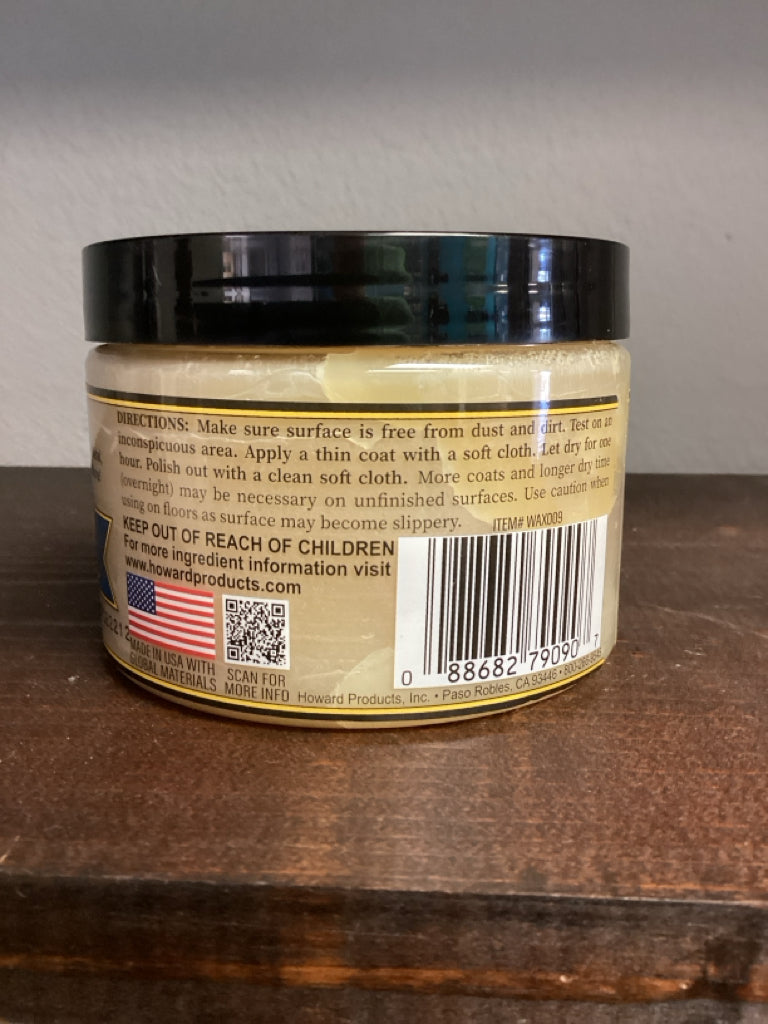 DIRECTIONS: Make sure surface is free from dust and dirt. Test on an
inconspicuous area. Apply a thin coat with a soft cloth. Let dry for one
hour. Polish out with a clean soft cloth. More coats and longer dry time
(overnight) may be necessary on unfinished surfaces. Use caution when
using on floors as surface may become slippery.
ITEM# WAX009
KEEP OUT OF REACH OF CHILDREN
For more ingredient information visit
www.howardproducts.com
MADE IN USA WITH
GLOBAL MATERIALS
SCAN FOR
MORE INFO
0 88682 79090 7
Howard Products, Inc. • Paso Robles, CA 93446 •